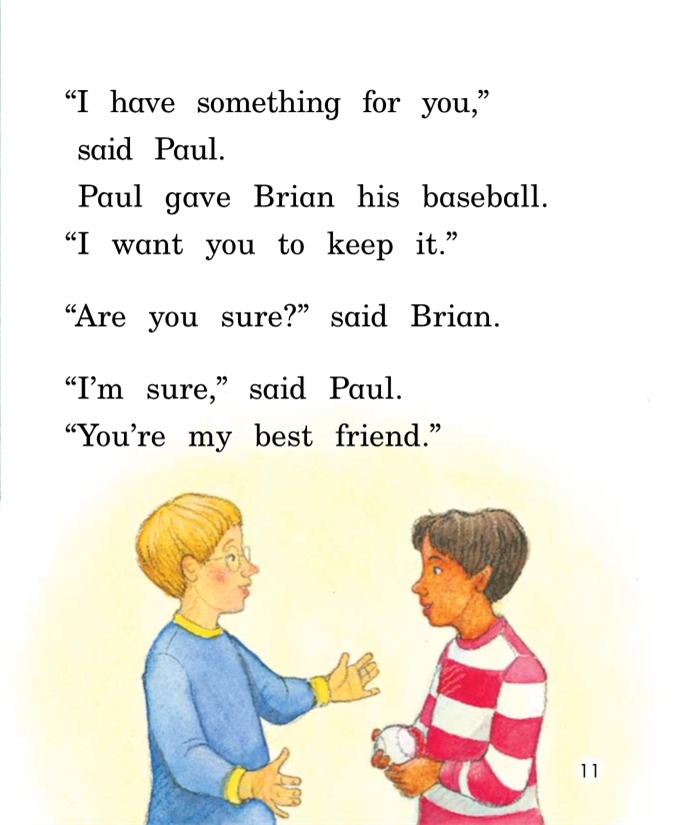 “I have something for you,”
said Paul.
Paul gave Brian his baseball.
“I want you to keep it.”
“Are you sure?” said Brian.
“I’m sure,” said Paul.
“You’re my best friend.”
11